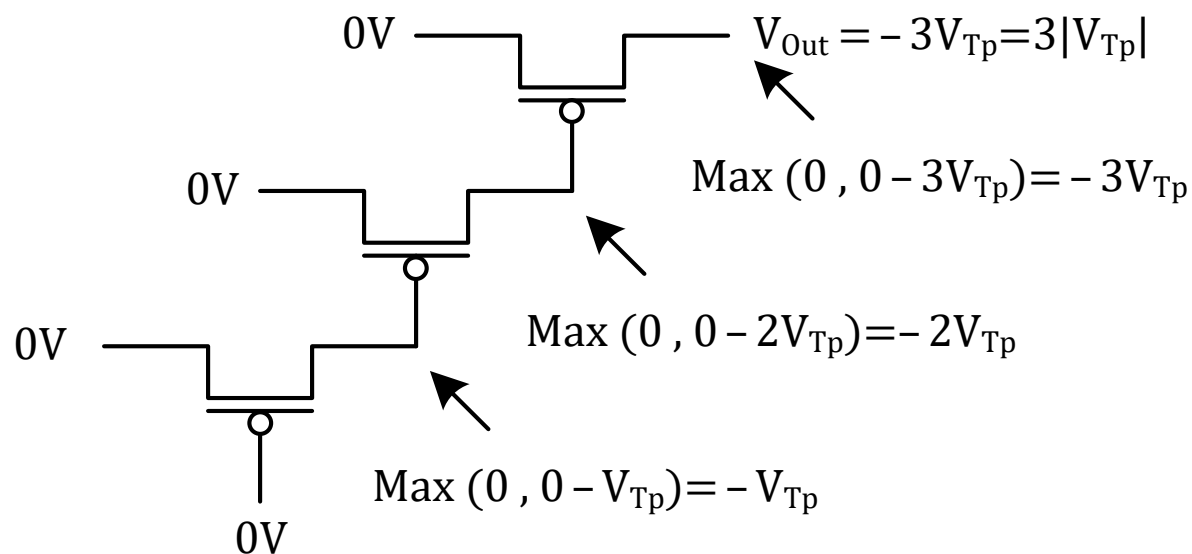 0V
V_Out = – 3V_Tp=3|V_Tp|
Max (0 , 0 – 3V_Tp)= – 3V_Tp
0V
Max (0 , 0 – 2V_Tp)=– 2V_Tp
0V
Max (0 , 0 – V_Tp)= – V_Tp
0V